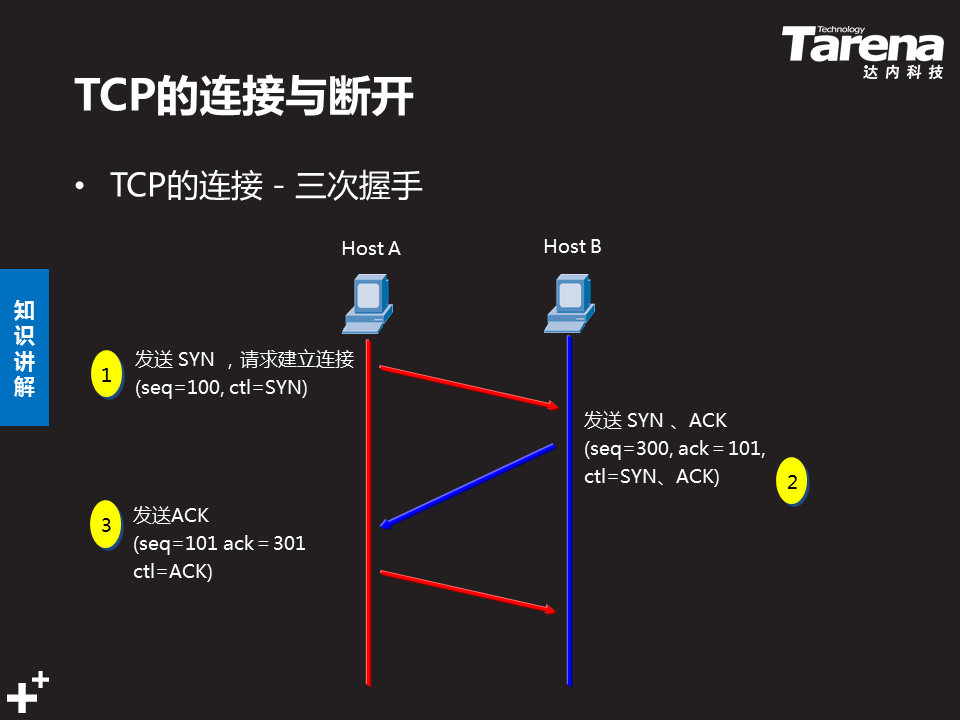 Technology
Tarena
达内科技
TCP的连接与断开
• TCP的连接 - 三次握手
Host A
Host B
知识讲解
1
发送 SYN ，请求建立连接
(seq=100, ctl=SYN)
发送 SYN 、ACK
(seq=300, ack＝101,
ctl=SYN、ACK)
2
3
发送ACK
(seq=101 ack＝301
ctl=ACK)